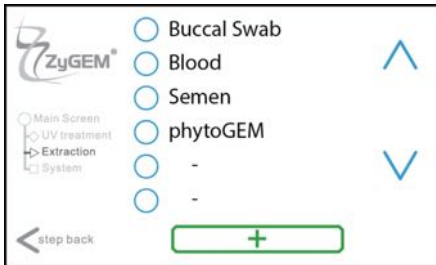 ZyGEM®
Main Screen
UV treatment
Extraction
System
step back
Buccal Swab
Blood
Semen
phytoGEM
-
-
+